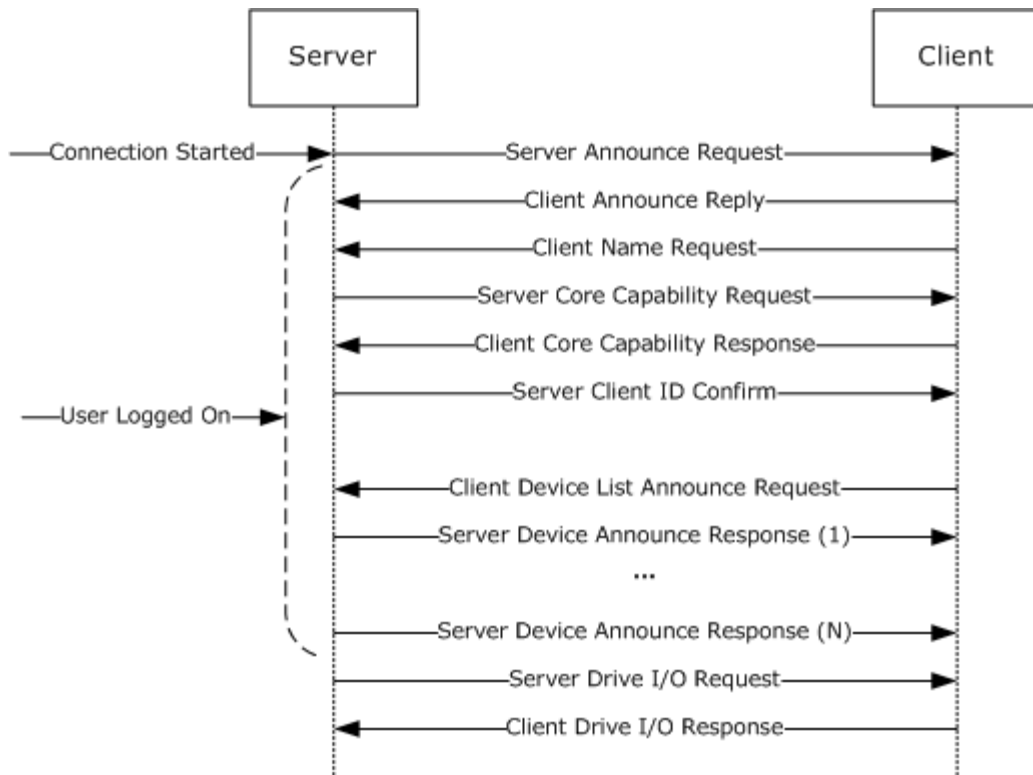 Server
Client
Connection Started
Server Announce Request
Client Announce Reply
Client Name Request
Server Core Capability Request
Client Core Capability Response
Server Client ID Confirm
User Logged On
Client Device List Announce Request
Server Device Announce Response (1)
...
Server Device Announce Response (N)
Server Drive I/O Request
Client Drive I/O Response